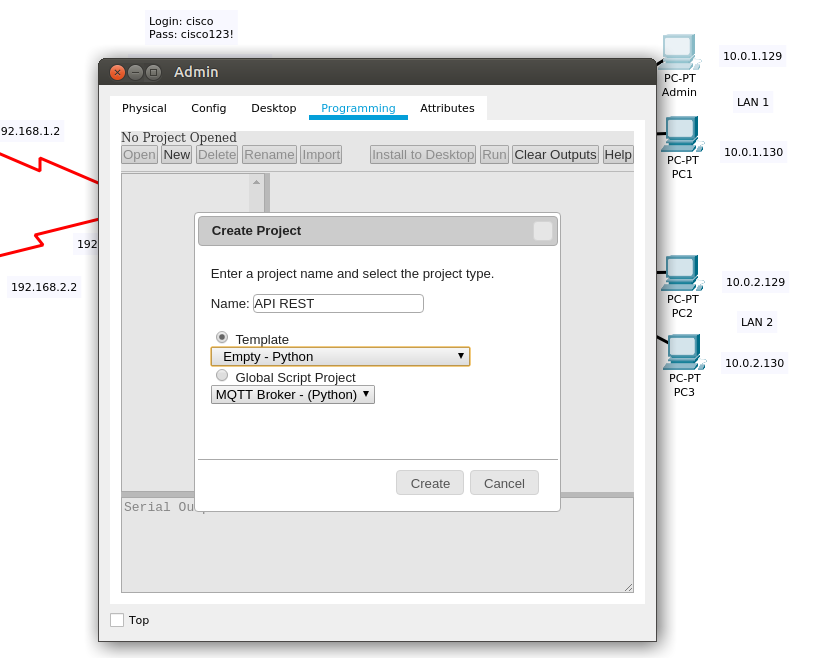 Login: cisco
Pass: cisco123!
Admin
Physical Config Desktop Programming Attributes
No Project Opened
Open New Delete Rename Import Install to Desktop Run Clear Outputs Help
Create Project
Enter a project name and select the project type.
Name: API REST
Template
Empty - Python
Global Script Project
MQTT Broker - (Python)
Create Cancel
Serial Ou
Top
92.168.1.2
192
192.168.2.2
PC-PT
Admin
10.0.1.129
LAN 1
PC-PT
PC1
10.0.1.130
PC-PT
PC2
10.0.2.129
LAN 2
PC-PT
PC3
10.0.2.130